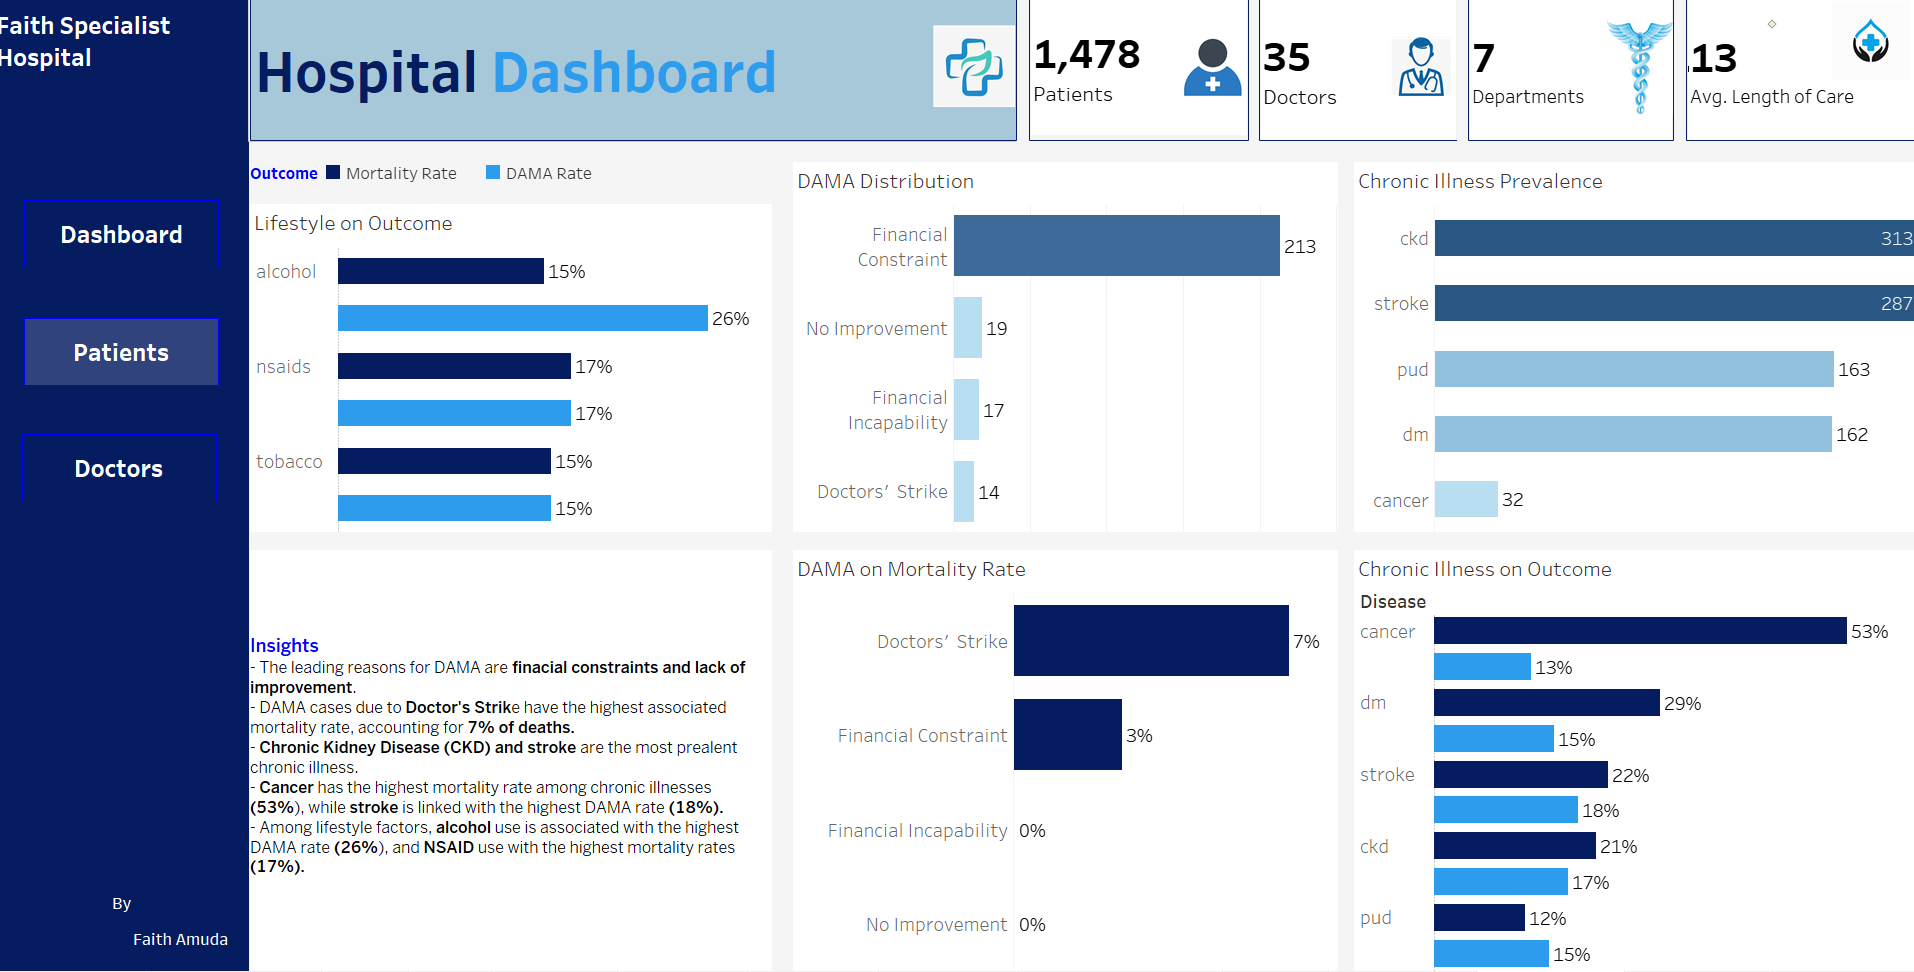 Faith Specialist
Hospital
Dashboard
Patients
Doctors
By
Faith Amuda
Hospital Dashboard
1,478
Patients
35
Doctors
7
Departments
13
Avg. Length of Care
Outcome Mortality Rate DAMA Rate
Lifestyle on Outcome
alcohol 15%
26%
nsaids 17%
17%
tobacco 15%
15%
DAMA Distribution
Financial
Constraint 213
No Improvement 19
Financial
Incapability 17
Doctors' Strike 14
Chronic Illness Prevalence
ckd 313
stroke 287
pud 163
dm 162
cancer 32
Insights
- The leading reasons for DAMA are finacial constraints and lack of
improvement.
- DAMA cases due to Doctor's Strike have the highest associated
mortality rate, accounting for 7% of deaths.
- Chronic Kidney Disease (CKD) and stroke are the most prealent
chronic illness.
- Cancer has the highest mortality rate among chronic illnesses
(53%), while stroke is linked with the highest DAMA rate (18%).
- Among lifestyle factors, alcohol use is associated with the highest
DAMA rate (26%), and NSAID use with the highest mortality rates
(17%).
DAMA on Mortality Rate
Doctors' Strike 7%
Financial Constraint 3%
Financial Incapability 0%
No Improvement 0%
Chronic Illness on Outcome
Disease
cancer 53%
13%
dm 29%
15%
stroke 22%
18%
ckd 21%
17%
pud 12%
15%